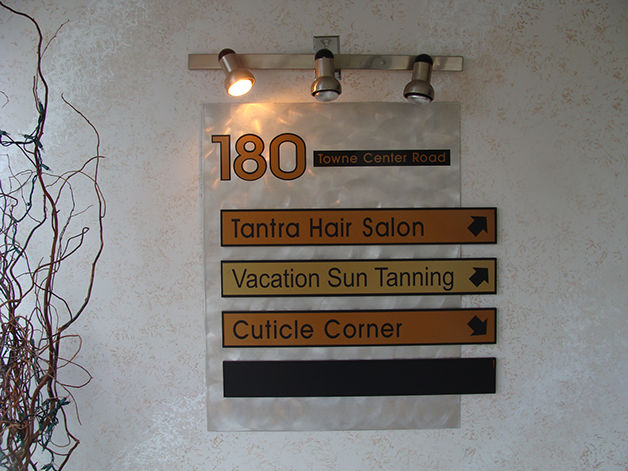 180 Towne Center Road
Tantra Hair Salon
Vacation Sun Tanning
Cuticle Corner